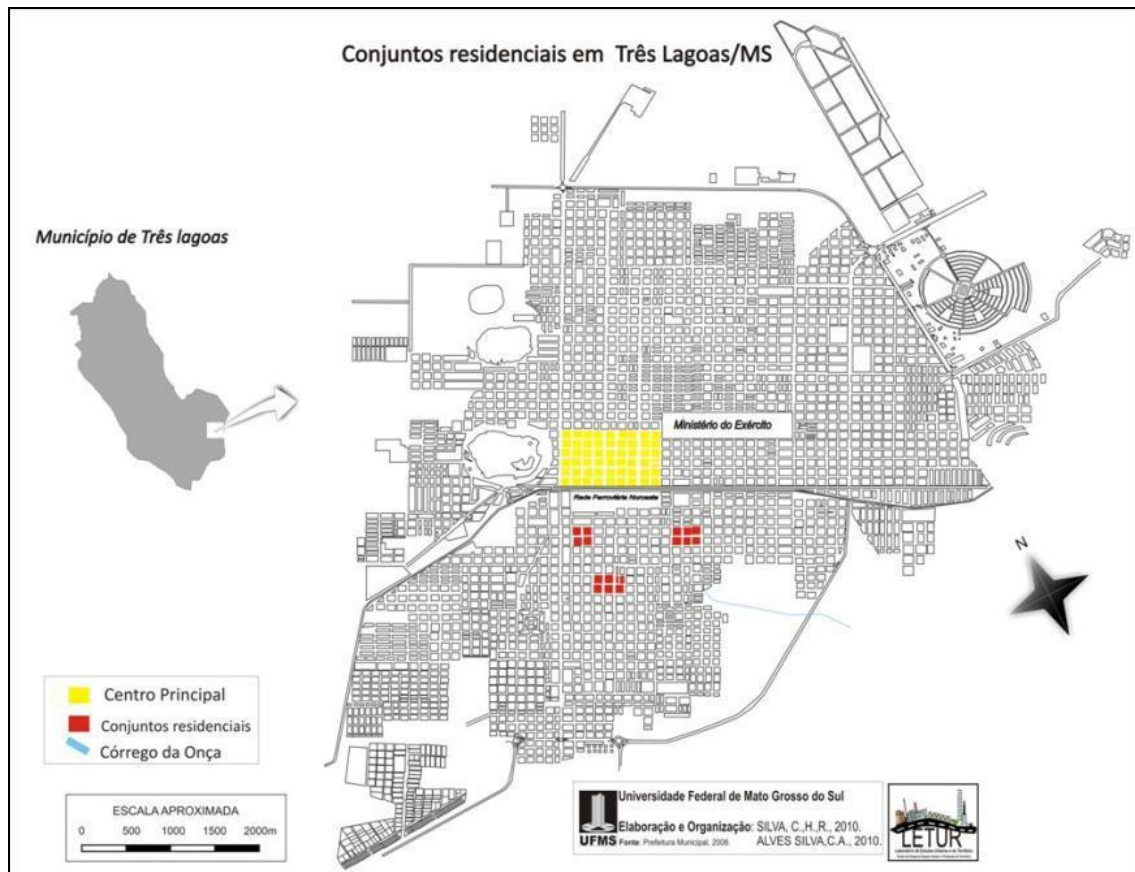 Conjuntos residenciais em Três Lagoas/MS
Município de Três lagoas
Ministério do Exército
Rede Ferroviária Noroeste
N
Centro Principal
Conjuntos residenciais
Córrego da Onça
ESCALA APROXIMADA
0 500 1000 1500 2000m
Universidade Federal de Mato Grosso do Sul
Elaboração e Organização: SILVA, C.,H.,R., 2010.
UFMS Fonte: Prefeitura Municipal, 2008. ALVES SILVA,C.A., 2010.
LETUR